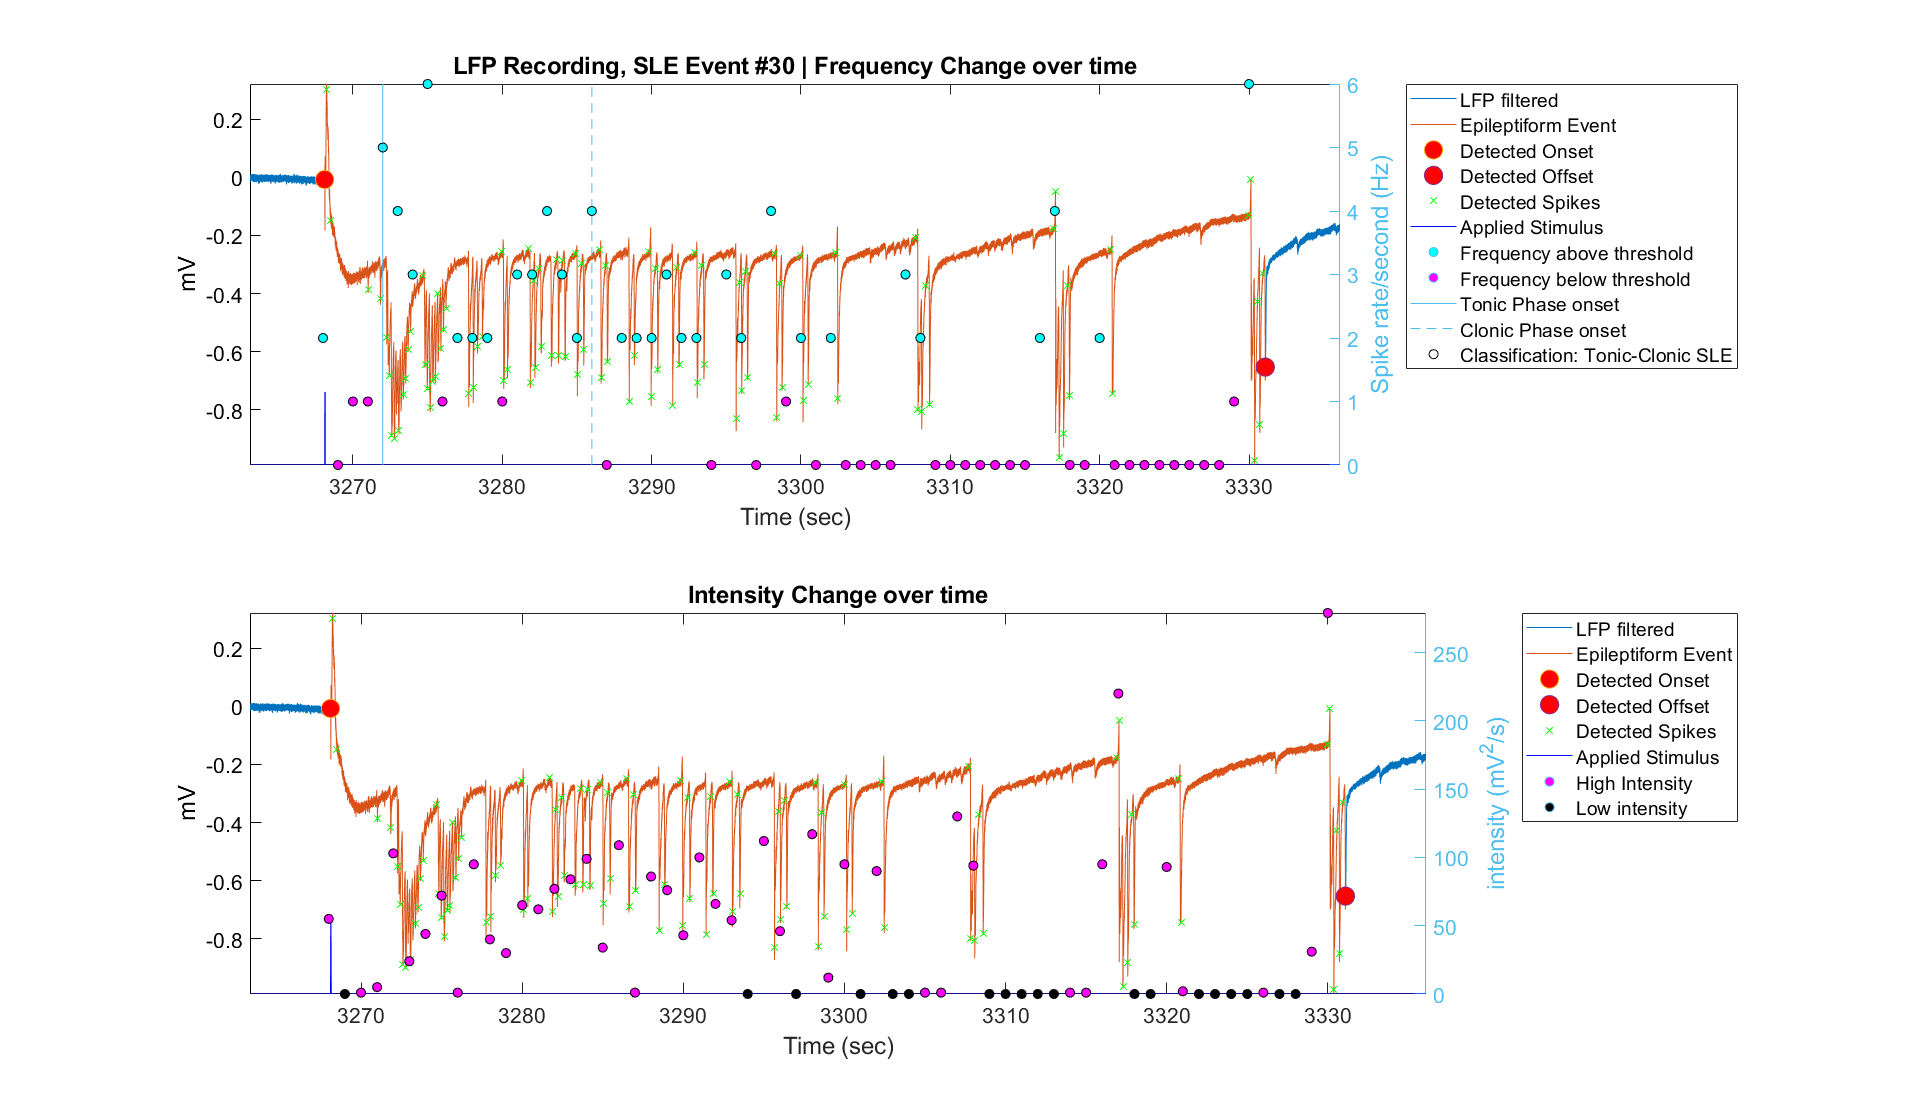 LFP Recording, SLE Event #30 | Frequency Change over time
0.2
0
-0.2
-0.4
-0.6
-0.8
mV
3270
3280
3290
3300
3310
3320
3330
Time (sec)
6
5
4
3
2
1
0
Spike rate/second (Hz)
LFP filtered
Epileptiform Event
Detected Onset
Detected Offset
Detected Spikes
Applied Stimulus
Frequency above threshold
Frequency below threshold
Tonic Phase onset
Clonic Phase onset
Classification: Tonic-Clonic SLE
Intensity Change over time
0.2
0
-0.2
-0.4
-0.6
-0.8
mV
3270
3280
3290
3300
3310
3320
3330
Time (sec)
250
200
150
100
50
0
intensity (mV²/s)
LFP filtered
Epileptiform Event
Detected Onset
Detected Offset
Detected Spikes
Applied Stimulus
High Intensity
Low intensity